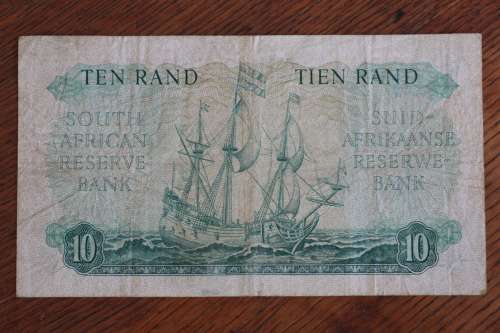 TEN RAND
TIEN RAND
SOUTH
AFRICAN
RESERVE
BANK
SUID-
AFRIKAANSE
RESERWE-
BANK
10
10